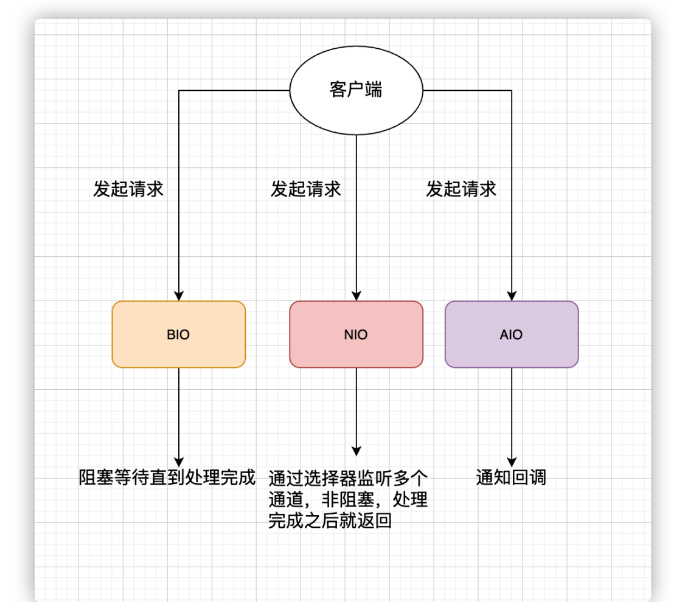 客户端
发起请求
发起请求
发起请求
BIO
NIO
AIO
阻塞等待直到处理完成
通过选择器监听多个
通道，非阻塞，处理
完成之后就返回
通知回调